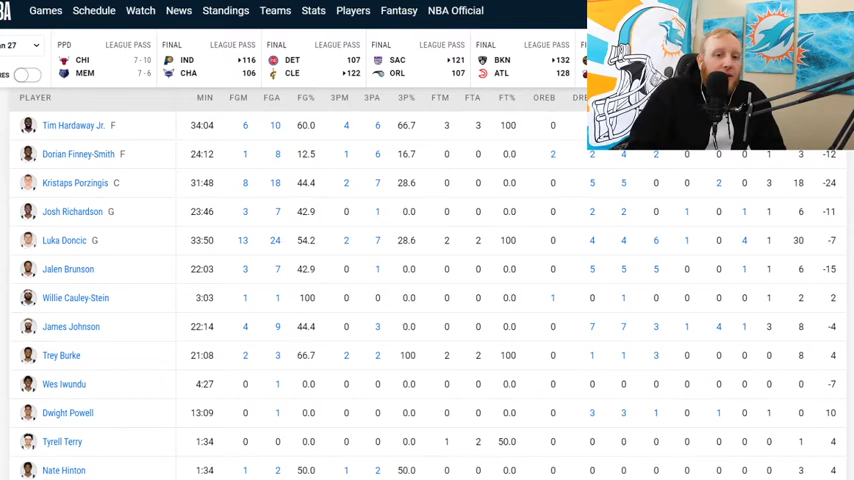 BA Games Schedule Watch News Standings Teams Stats Players Fantasy NBA Official
n 27 PPD LEAGUE PASS FINAL LEAGUE PASS FINAL LEAGUE PASS FINAL LEAGUE PASS FINAL LEAGUE PASS
CHI 7-10 IND 116 DET 107 SAC 121 BKN 132
RES MEM 7-6 CHA 106 CLE 122 ORL 107 ATL 128
PLAYER MIN FGM FGA FG% 3PM 3PA 3P% FTM FTA FT% OREB DRE
Tim Hardaway Jr. F 34:04 6 10 60.0 4 6 66.7 3 3 100 0
Dorian Finney-Smith F 24:12 1 8 12.5 1 6 16.7 0 0 0.0 2 2 4 2 0 0 0 1 3 -12
Kristaps Porzingis C 31:48 8 18 44.4 2 7 28.6 0 0 0.0 0 5 5 0 0 2 0 3 18 -24
Josh Richardson G 23:46 3 7 42.9 0 1 0.0 0 0 0.0 0 2 2 0 1 0 1 1 6 -11
Luka Doncic G 33:50 13 24 54.2 2 7 28.6 2 2 100 0 4 4 6 1 0 4 1 30 -7
Jalen Brunson 22:03 3 7 42.9 0 1 0.0 0 0 0.0 0 5 5 5 0 0 1 1 6 -15
Willie Cauley-Stein 3:03 1 1 100 0 0 0.0 0 0 0.0 1 0 1 0 0 0 0 1 2 2
James Johnson 22:14 4 9 44.4 0 3 0.0 0 0 0.0 0 7 7 3 1 4 1 3 8 -4
Trey Burke 21:08 2 3 66.7 2 2 100 2 2 100 0 1 1 3 0 0 0 0 8 4
Wes Iwundu 4:27 0 1 0.0 0 0 0.0 0 0 0.0 0 0 0 0 0 0 0 0 0 -7
Dwight Powell 13:09 0 1 0.0 0 0 0.0 0 0 0.0 0 3 3 1 0 1 0 1 0 10
Tyrell Terry 1:34 0 0 0.0 0 0 0.0 1 2 50.0 0 0 0 0 0 0 0 0 1 4
Nate Hinton 1:34 1 2 50.0 1 2 50.0 0 0 0.0 0 0 0 0 0 0 0 0 3 4